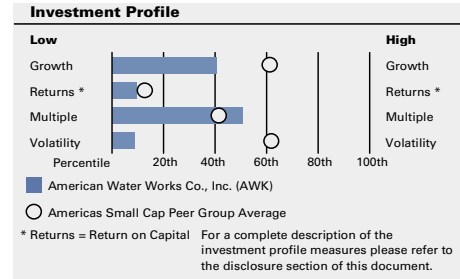 Investment Profile
Low High
Growth Growth
Returns * Returns *
Multiple Multiple
Volatility Volatility
Percentile 20th 40th 60th 80th 100th
American Water Works Co., Inc. (AWK)
Americas Small Cap Peer Group Average
* Returns = Return on Capital For a complete description of the
investment profile measures please refer to
the disclosure section of this document.